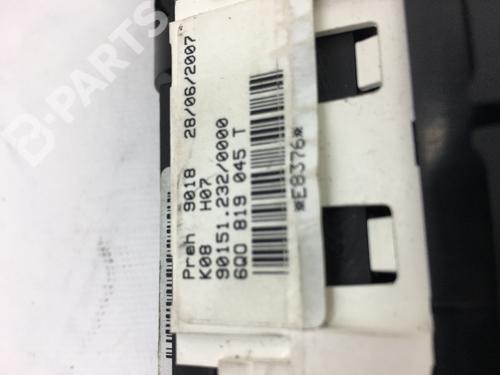 B-PARTS
Preh 9018 28/06/2007
K08 H07
90151.232/0000
6Q0 819 045 T
*E8376*